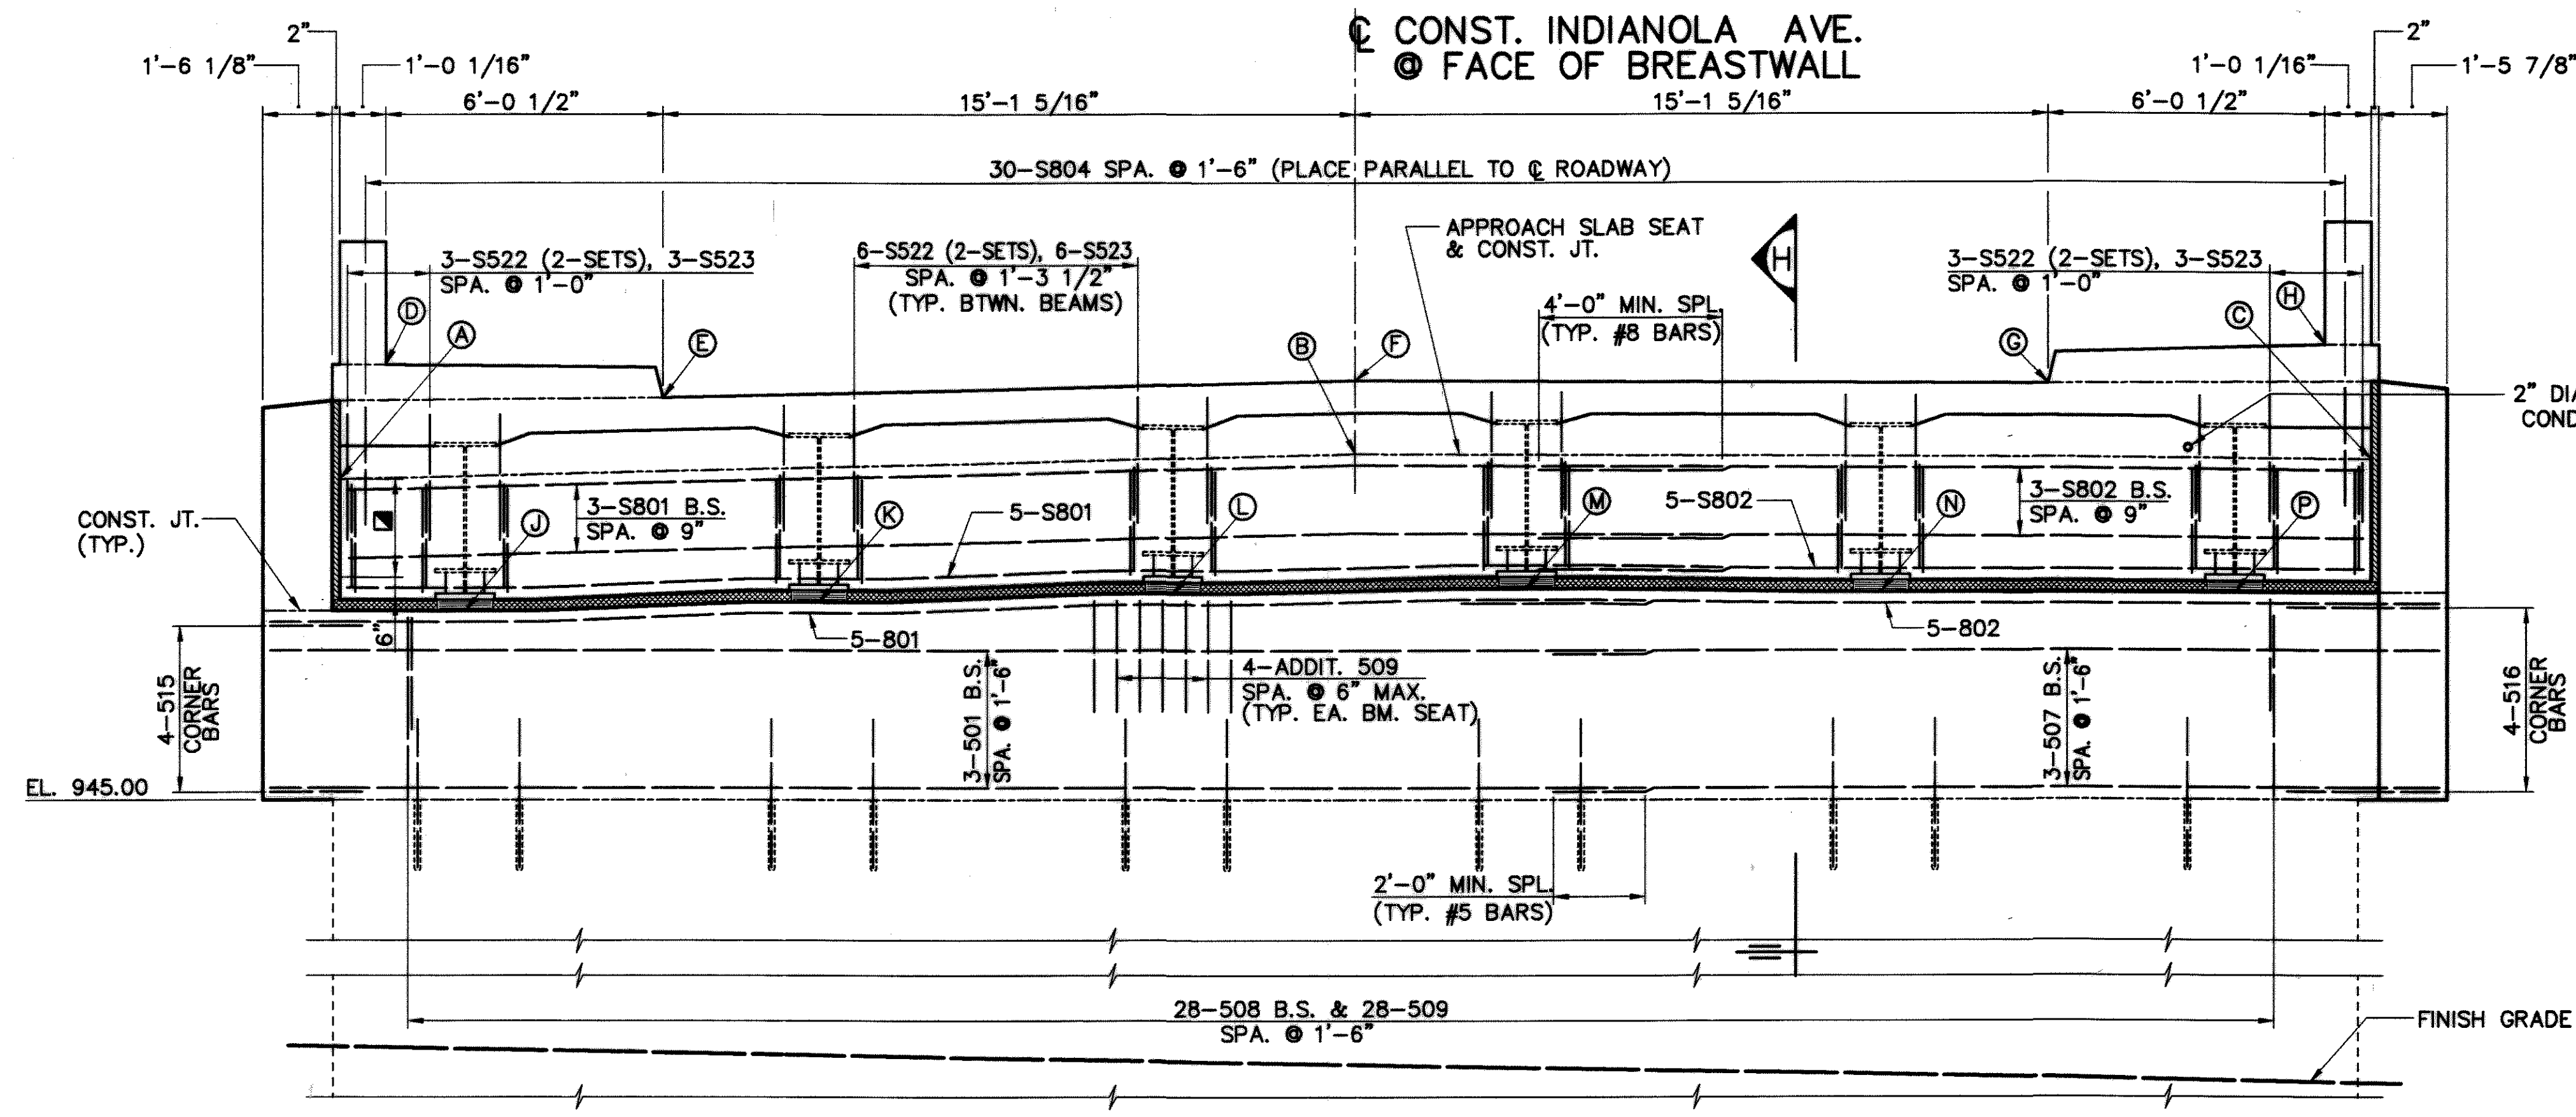 ℄ CONST. INDIANOLA AVE.
@ FACE OF BREASTWALL
2"
1'-6 1/8"
1'-0 1/16"
6'-0 1/2"
15'-1 5/16"
15'-1 5/16"
6'-0 1/2"
1'-0 1/16"
2"
1'-5 7/8"
30-S804 SPA. @ 1'-6" (PLACE PARALLEL TO ℄ ROADWAY)
APPROACH SLAB SEAT
& CONST. JT.
H
3-S522 (2-SETS), 3-S523
SPA. @ 1'-0"
6-S522 (2-SETS), 6-S523
SPA. @ 1'-3 1/2"
(TYP. BTWN. BEAMS)
3-S522 (2-SETS), 3-S523
SPA. @ 1'-0"
4'-0" MIN. SPL.
(TYP. #8 BARS)
D
A
E
B
F
G
C
H
2" DIA
COND
CONST. JT.
(TYP.)
3-S801 B.S.
SPA. @ 9"
5-S801
5-S802
3-S802 B.S.
SPA. @ 9"
J
K
L
M
N
P
6"
5-801
5-802
4-515
CORNER
BARS
3-501 B.S.
SPA. @ 1'-6"
4-ADDIT. 509
SPA. @ 6" MAX.
(TYP. EA. BM. SEAT)
3-507 B.S.
SPA. @ 1'-6"
4-516
CORNER
BARS
EL. 945.00
2'-0" MIN. SPL.
(TYP. #5 BARS)
28-508 B.S. & 28-509
SPA. @ 1'-6"
FINISH GRADE